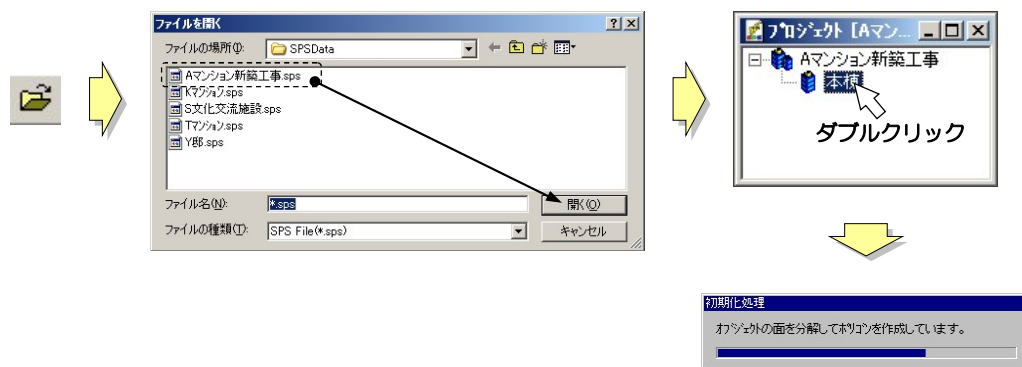 ファイルを開く
ファイルの場所(I):
SPSData
Aマンション新築工事.sps
Kマンション.sps
S文化交流施設.sps
Tマンション.sps
Y邸.sps
ファイル名(N):
*.sps
開く(O)
ファイルの種類(T):
SPS File(*.sps)
キャンセル
プロジェクト [Aマン...
Aマンション新築工事
本棟
ダブルクリック
初期化処理
オブジェクトの面を分解してポリゴンを作成しています。